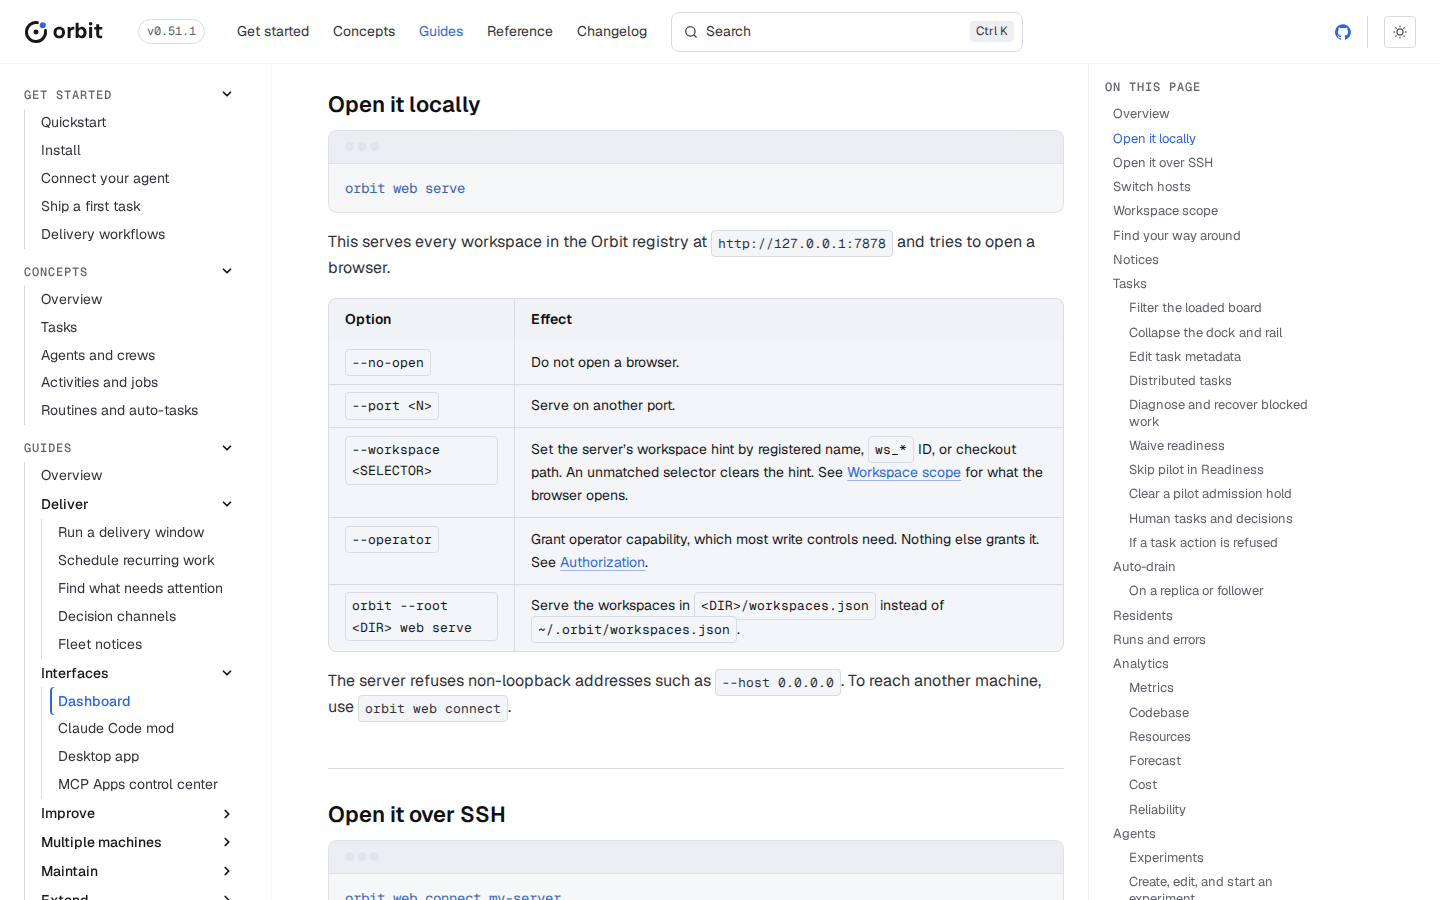 orbit
v0.51.1
Get started
Concepts
Guides
Reference
Changelog
Search
Ctrl K
GET STARTED
Quickstart
Install
Connect your agent
Ship a first task
Delivery workflows
CONCEPTS
Overview
Tasks
Agents and crews
Activities and jobs
Routines and auto-tasks
GUIDES
Overview
Deliver
Run a delivery window
Schedule recurring work
Find what needs attention
Decision channels
Fleet notices
Interfaces
Dashboard
Claude Code mod
Desktop app
MCP Apps control center
Improve
Multiple machines
Maintain
Extend
Open it locally
orbit web serve
This serves every workspace in the Orbit registry at http://127.0.0.1:7878 and tries to open a
browser.
Option Effect
--no-open Do not open a browser.
--port <N> Serve on another port.
--workspace
<SELECTOR>
Set the server's workspace hint by registered name, ws_* ID, or checkout
path. An unmatched selector clears the hint. See Workspace scope for what the
browser opens.
--operator
Grant operator capability, which most write controls need. Nothing else grants it.
See Authorization.
orbit --root
<DIR> web serve
Serve the workspaces in <DIR>/workspaces.json instead of
~/.orbit/workspaces.json.
The server refuses non-loopback addresses such as --host 0.0.0.0. To reach another machine,
use orbit web connect.
Open it over SSH
orbit web connect my-server
ON THIS PAGE
Overview
Open it locally
Open it over SSH
Switch hosts
Workspace scope
Find your way around
Notices
Tasks
Filter the loaded board
Collapse the dock and rail
Edit task metadata
Distributed tasks
Diagnose and recover blocked
work
Waive readiness
Skip pilot in Readiness
Clear a pilot admission hold
Human tasks and decisions
If a task action is refused
Auto-drain
On a replica or follower
Residents
Runs and errors
Analytics
Metrics
Codebase
Resources
Forecast
Cost
Reliability
Agents
Experiments
Create, edit, and start an
experiment